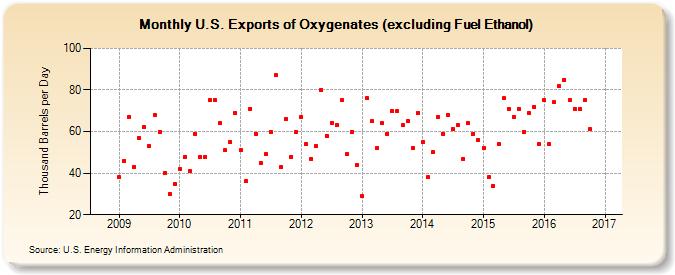 Monthly U.S. Exports of Oxygenates (excluding Fuel Ethanol)
Thousand Barrels per Day
100
80
60
40
20
2009 2010 2011 2012 2013 2014 2015 2016 2017
Source: U.S. Energy Information Administration